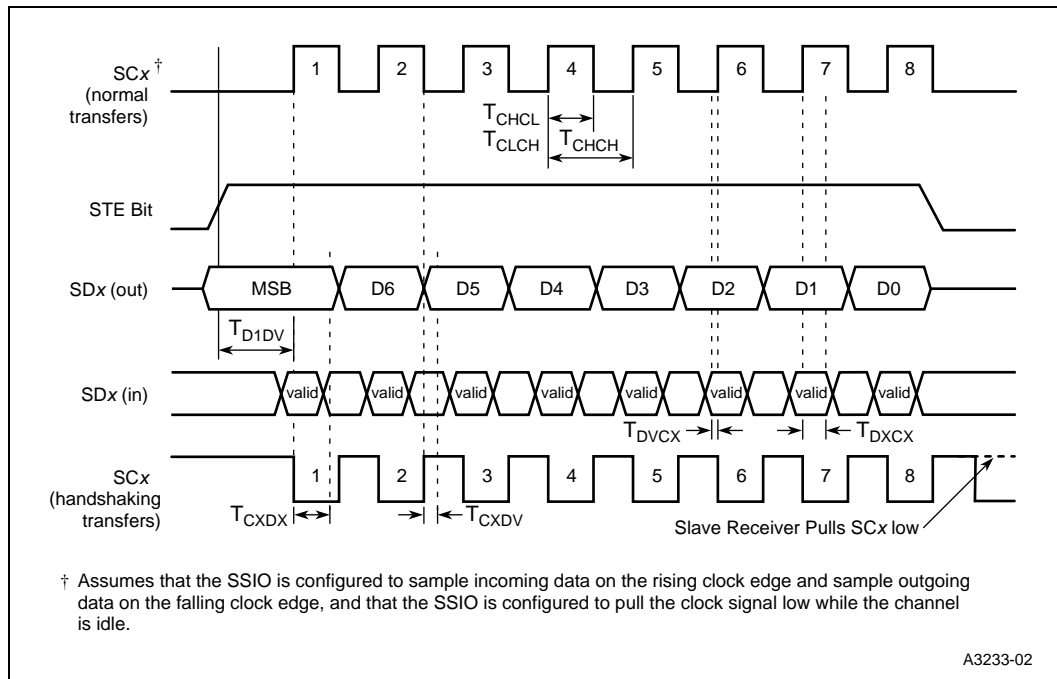 SCx †
(normal
transfers)
1 2 3 4 5 6 7 8
TCHCL
TCLCH TCHCH
STE Bit
SDx (out)
MSB D6 D5 D4 D3 D2 D1 D0
TD1DV
SDx (in)
valid valid valid valid valid valid valid valid
TDVCX TDXCX
SCx
(handshaking
transfers)
1 2 3 4 5 6 7 8
TCXDX TCXDV
Slave Receiver Pulls SCx low
† Assumes that the SSIO is configured to sample incoming data on the rising clock edge and sample outgoing
data on the falling clock edge, and that the SSIO is configured to pull the clock signal low while the channel
is idle.
A3233-02